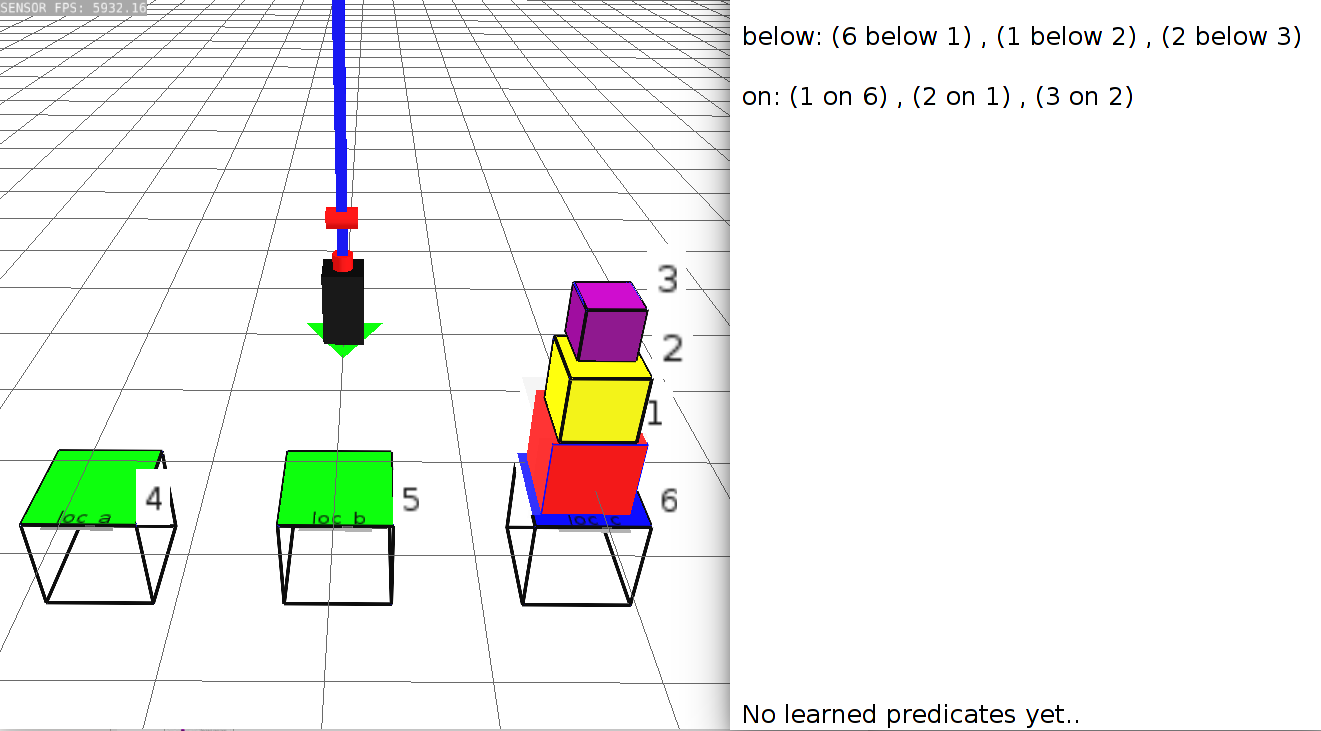 SENSOR FPS: 5932.16
below: (6 below 1) , (1 below 2) , (2 below 3)
on: (1 on 6) , (2 on 1) , (3 on 2)
3
2
1
4
5
6
loc_a
loc_b
loc_c
No learned predicates yet..